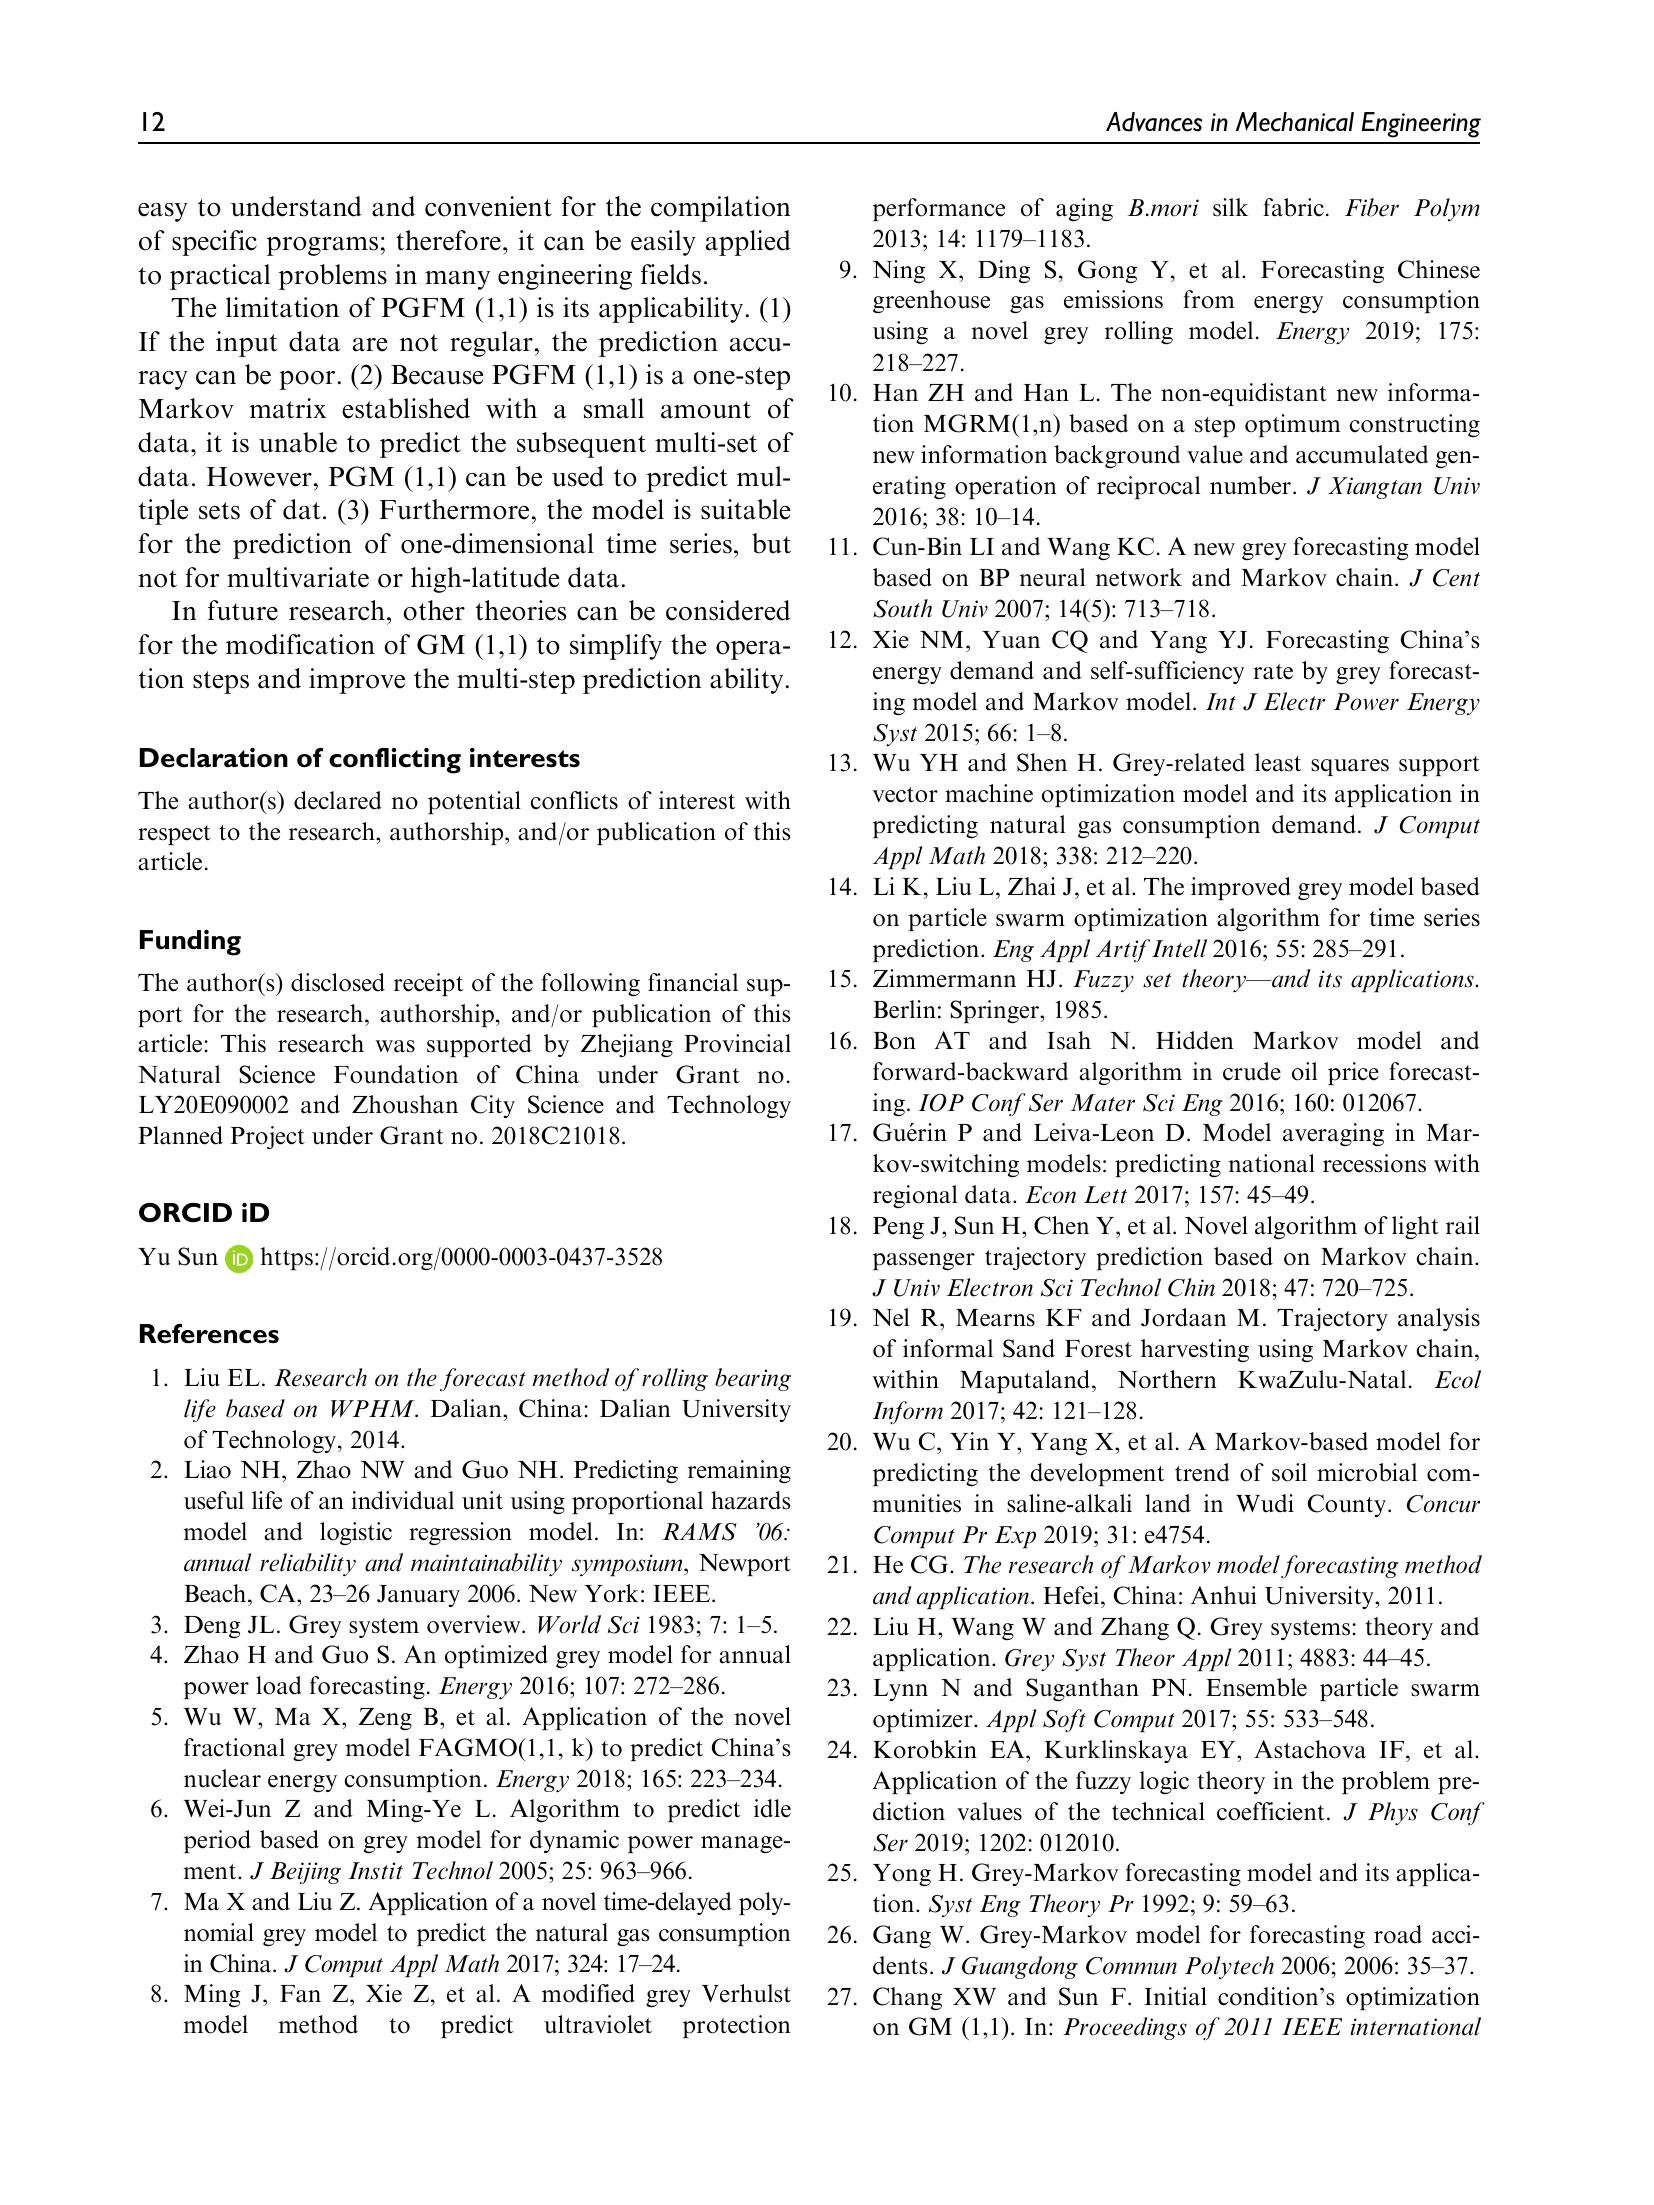 12
Advances in Mechanical Engineering
easy to understand and convenient for the compilation
of specific programs; therefore, it can be easily applied
to practical problems in many engineering fields.
The limitation of PGFM (1,1) is its applicability. (1)
If the input data are not regular, the prediction accu-
racy can be poor. (2) Because PGFM (1,1) is a one-step
Markov matrix established with a small amount of
data, it is unable to predict the subsequent multi-set of
data. However, PGM (1,1) can be used to predict mul-
tiple sets of dat. (3) Furthermore, the model is suitable
for the prediction of one-dimensional time series, but
not for multivariate or high-latitude data.
In future research, other theories can be considered
for the modification of GM (1,1) to simplify the opera-
tion steps and improve the multi-step prediction ability.
Declaration of conflicting interests
The author(s) declared no potential conflicts of interest with
respect to the research, authorship, and/or publication of this
article.
Funding
The author(s) disclosed receipt of the following financial sup-
port for the research, authorship, and/or publication of this
article: This research was supported by Zhejiang Provincial
Natural Science Foundation of China under Grant no.
LY20E090002 and Zhoushan City Science and Technology
Planned Project under Grant no. 2018C21018.
ORCID iD
Yu Sun iD https://orcid.org/0000-0003-0437-3528
References
1. Liu EL. Research on the forecast method of rolling bearing
life based on WPHM. Dalian, China: Dalian University
of Technology, 2014.
2. Liao NH, Zhao NW and Guo NH. Predicting remaining
useful life of an individual unit using proportional hazards
model and logistic regression model. In: RAMS '06:
annual reliability and maintainability symposium, Newport
Beach, CA, 23–26 January 2006. New York: IEEE.
3. Deng JL. Grey system overview. World Sci 1983; 7: 1–5.
4. Zhao H and Guo S. An optimized grey model for annual
power load forecasting. Energy 2016; 107: 272–286.
5. Wu W, Ma X, Zeng B, et al. Application of the novel
fractional grey model FAGMO(1,1, k) to predict China's
nuclear energy consumption. Energy 2018; 165: 223–234.
6. Wei-Jun Z and Ming-Ye L. Algorithm to predict idle
period based on grey model for dynamic power manage-
ment. J Beijing Instit Technol 2005; 25: 963–966.
7. Ma X and Liu Z. Application of a novel time-delayed poly-
nomial grey model to predict the natural gas consumption
in China. J Comput Appl Math 2017; 324: 17–24.
8. Ming J, Fan Z, Xie Z, et al. A modified grey Verhulst
model method to predict ultraviolet protection
performance of aging B.mori silk fabric. Fiber Polym
2013; 14: 1179–1183.
9. Ning X, Ding S, Gong Y, et al. Forecasting Chinese
greenhouse gas emissions from energy consumption
using a novel grey rolling model. Energy 2019; 175:
218–227.
10. Han ZH and Han L. The non-equidistant new informa-
tion MGRM(1,n) based on a step optimum constructing
new information background value and accumulated gen-
erating operation of reciprocal number. J Xiangtan Univ
2016; 38: 10–14.
11. Cun-Bin LI and Wang KC. A new grey forecasting model
based on BP neural network and Markov chain. J Cent
South Univ 2007; 14(5): 713–718.
12. Xie NM, Yuan CQ and Yang YJ. Forecasting China's
energy demand and self-sufficiency rate by grey forecast-
ing model and Markov model. Int J Electr Power Energy
Syst 2015; 66: 1–8.
13. Wu YH and Shen H. Grey-related least squares support
vector machine optimization model and its application in
predicting natural gas consumption demand. J Comput
Appl Math 2018; 338: 212–220.
14. Li K, Liu L, Zhai J, et al. The improved grey model based
on particle swarm optimization algorithm for time series
prediction. Eng Appl Artif Intell 2016; 55: 285–291.
15. Zimmermann HJ. Fuzzy set theory—and its applications.
Berlin: Springer, 1985.
16. Bon AT and Isah N. Hidden Markov model and
forward-backward algorithm in crude oil price forecast-
ing. IOP Conf Ser Mater Sci Eng 2016; 160: 012067.
17. Guérin P and Leiva-Leon D. Model averaging in Mar-
kov-switching models: predicting national recessions with
regional data. Econ Lett 2017; 157: 45–49.
18. Peng J, Sun H, Chen Y, et al. Novel algorithm of light rail
passenger trajectory prediction based on Markov chain.
J Univ Electron Sci Technol Chin 2018; 47: 720–725.
19. Nel R, Mearns KF and Jordaan M. Trajectory analysis
of informal Sand Forest harvesting using Markov chain,
within Maputaland, Northern KwaZulu-Natal. Ecol
Inform 2017; 42: 121–128.
20. Wu C, Yin Y, Yang X, et al. A Markov-based model for
predicting the development trend of soil microbial com-
munities in saline-alkali land in Wudi County. Concur
Comput Pr Exp 2019; 31: e4754.
21. He CG. The research of Markov model forecasting method
and application. Hefei, China: Anhui University, 2011.
22. Liu H, Wang W and Zhang Q. Grey systems: theory and
application. Grey Syst Theor Appl 2011; 4883: 44–45.
23. Lynn N and Suganthan PN. Ensemble particle swarm
optimizer. Appl Soft Comput 2017; 55: 533–548.
24. Korobkin EA, Kurklinskaya EY, Astachova IF, et al.
Application of the fuzzy logic theory in the problem pre-
diction values of the technical coefficient. J Phys Conf
Ser 2019; 1202: 012010.
25. Yong H. Grey-Markov forecasting model and its applica-
tion. Syst Eng Theory Pr 1992; 9: 59–63.
26. Gang W. Grey-Markov model for forecasting road acci-
dents. J Guangdong Commun Polytech 2006; 2006: 35–37.
27. Chang XW and Sun F. Initial condition's optimization
on GM (1,1). In: Proceedings of 2011 IEEE international